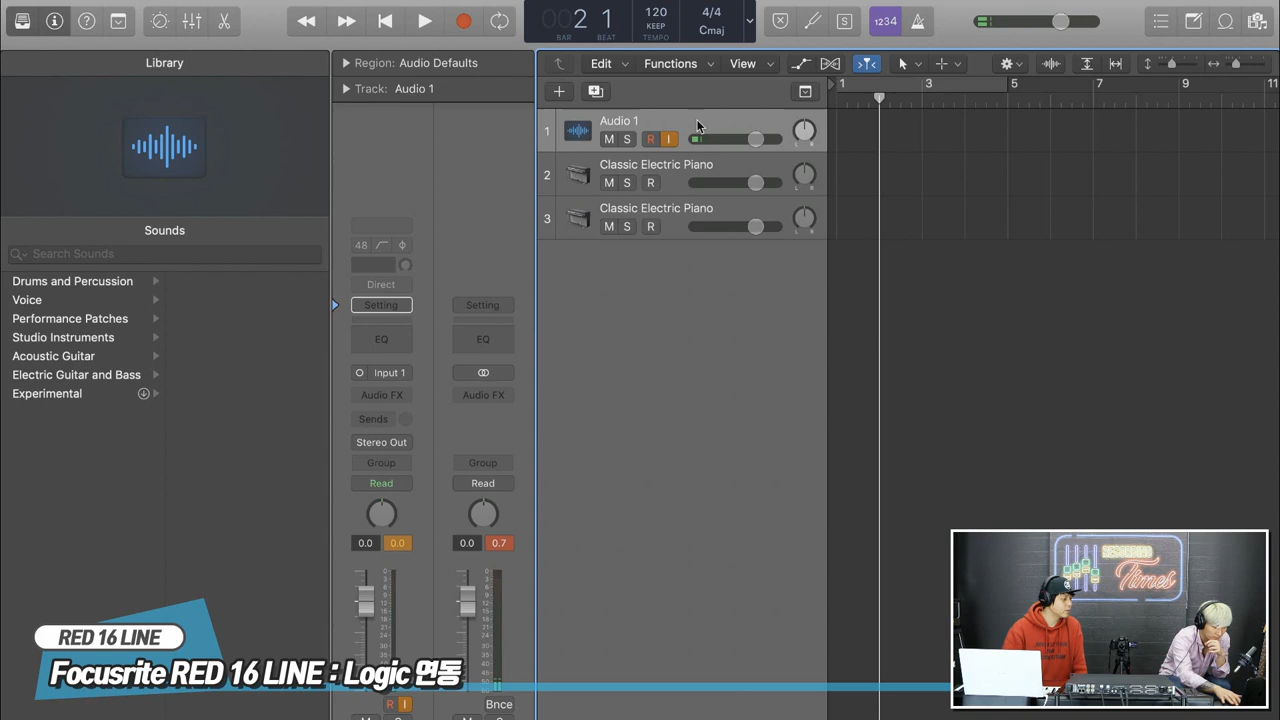 2 1
BAR BEAT
120
KEEP
TEMPO
4/4
Cmaj
1234
Library
Region: Audio Defaults
Track: Audio 1
Edit
Functions
View
1 3 5 7 9 11
1
Audio 1
M S R I
L R
2
Classic Electric Piano
M S R
L R
3
Classic Electric Piano
M S R
L R
Sounds
Search Sounds
Drums and Percussion
Voice
Performance Patches
Studio Instruments
Acoustic Guitar
Electric Guitar and Bass
Experimental
48
Direct
Setting
Setting
EQ
EQ
Input 1
Audio FX
Audio FX
Sends
Stereo Out
Group
Group
Read
Read
0.0 0.0
0.0 0.7
R I
Bnce
RED 16 LINE
Focusrite RED 16 LINE : Logic 연동
Times